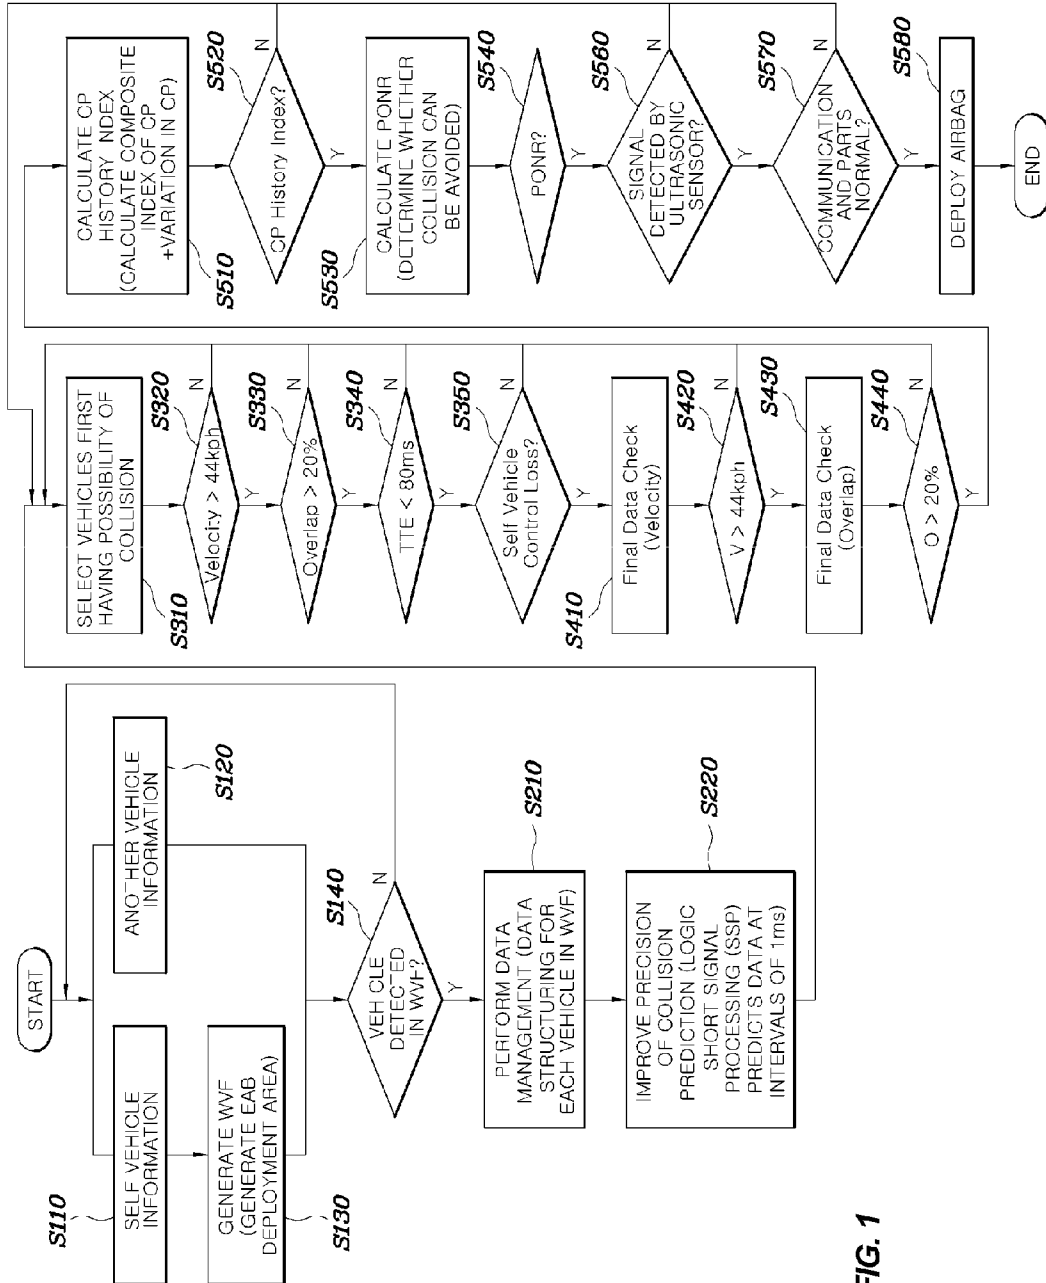 START
SELF VEHICLE
INFORMATION
S110
ANOTHER VEHICLE
INFORMATION
S120
GENERATE WVF
(GENERATE EAB
DEPLOYMENT AREA)
S130
VEH CLE
DETECTED
IN WVF?
S140
N
Y
PERFORM DATA
MANAGEMENT (DATA
STRUCTURING FOR
EACH VEHICLE IN WVF)
S210
IMPROVE PRECISION
OF COLLISION
PREDICTION (LOGIC
SHORT SIGNAL
PROCESSING (SSP)
PREDICTS DATA AT
INTERVALS OF 1ms)
S220
SELECT VEHICLES FIRST
HAVING POSSIBILITY OF
COLLISION
S310
Velocity > 44kph
S320
N
Y
Overlap > 20%
S330
N
Y
TTE < 80ms
S340
N
Y
Self Vehicle
Control Loss?
S350
N
Y
Final Data Check
(Velocity)
S410
V > 44kph
S420
N
Y
Final Data Check
(Overlap)
S430
O > 20%
S440
N
Y
CALCULATE CP
HISTORY INDEX
(CALCULATE COMPOSITE
INDEX OF CP
+VARIATION IN CP)
S510
CP History Index?
S520
N
Y
CALCULATE PONR
(DETERMINE WHETHER
COLLISION CAN
BE AVOIDED)
S530
PONR?
S540
Y
SIGNAL
DETECTED BY
ULTRASONIC
SENSOR?
S560
N
Y
COMMUNICATION
AND PARTS
NORMAL?
S570
N
Y
DEPLOY AIRBAG
S580
END
FIG. 1